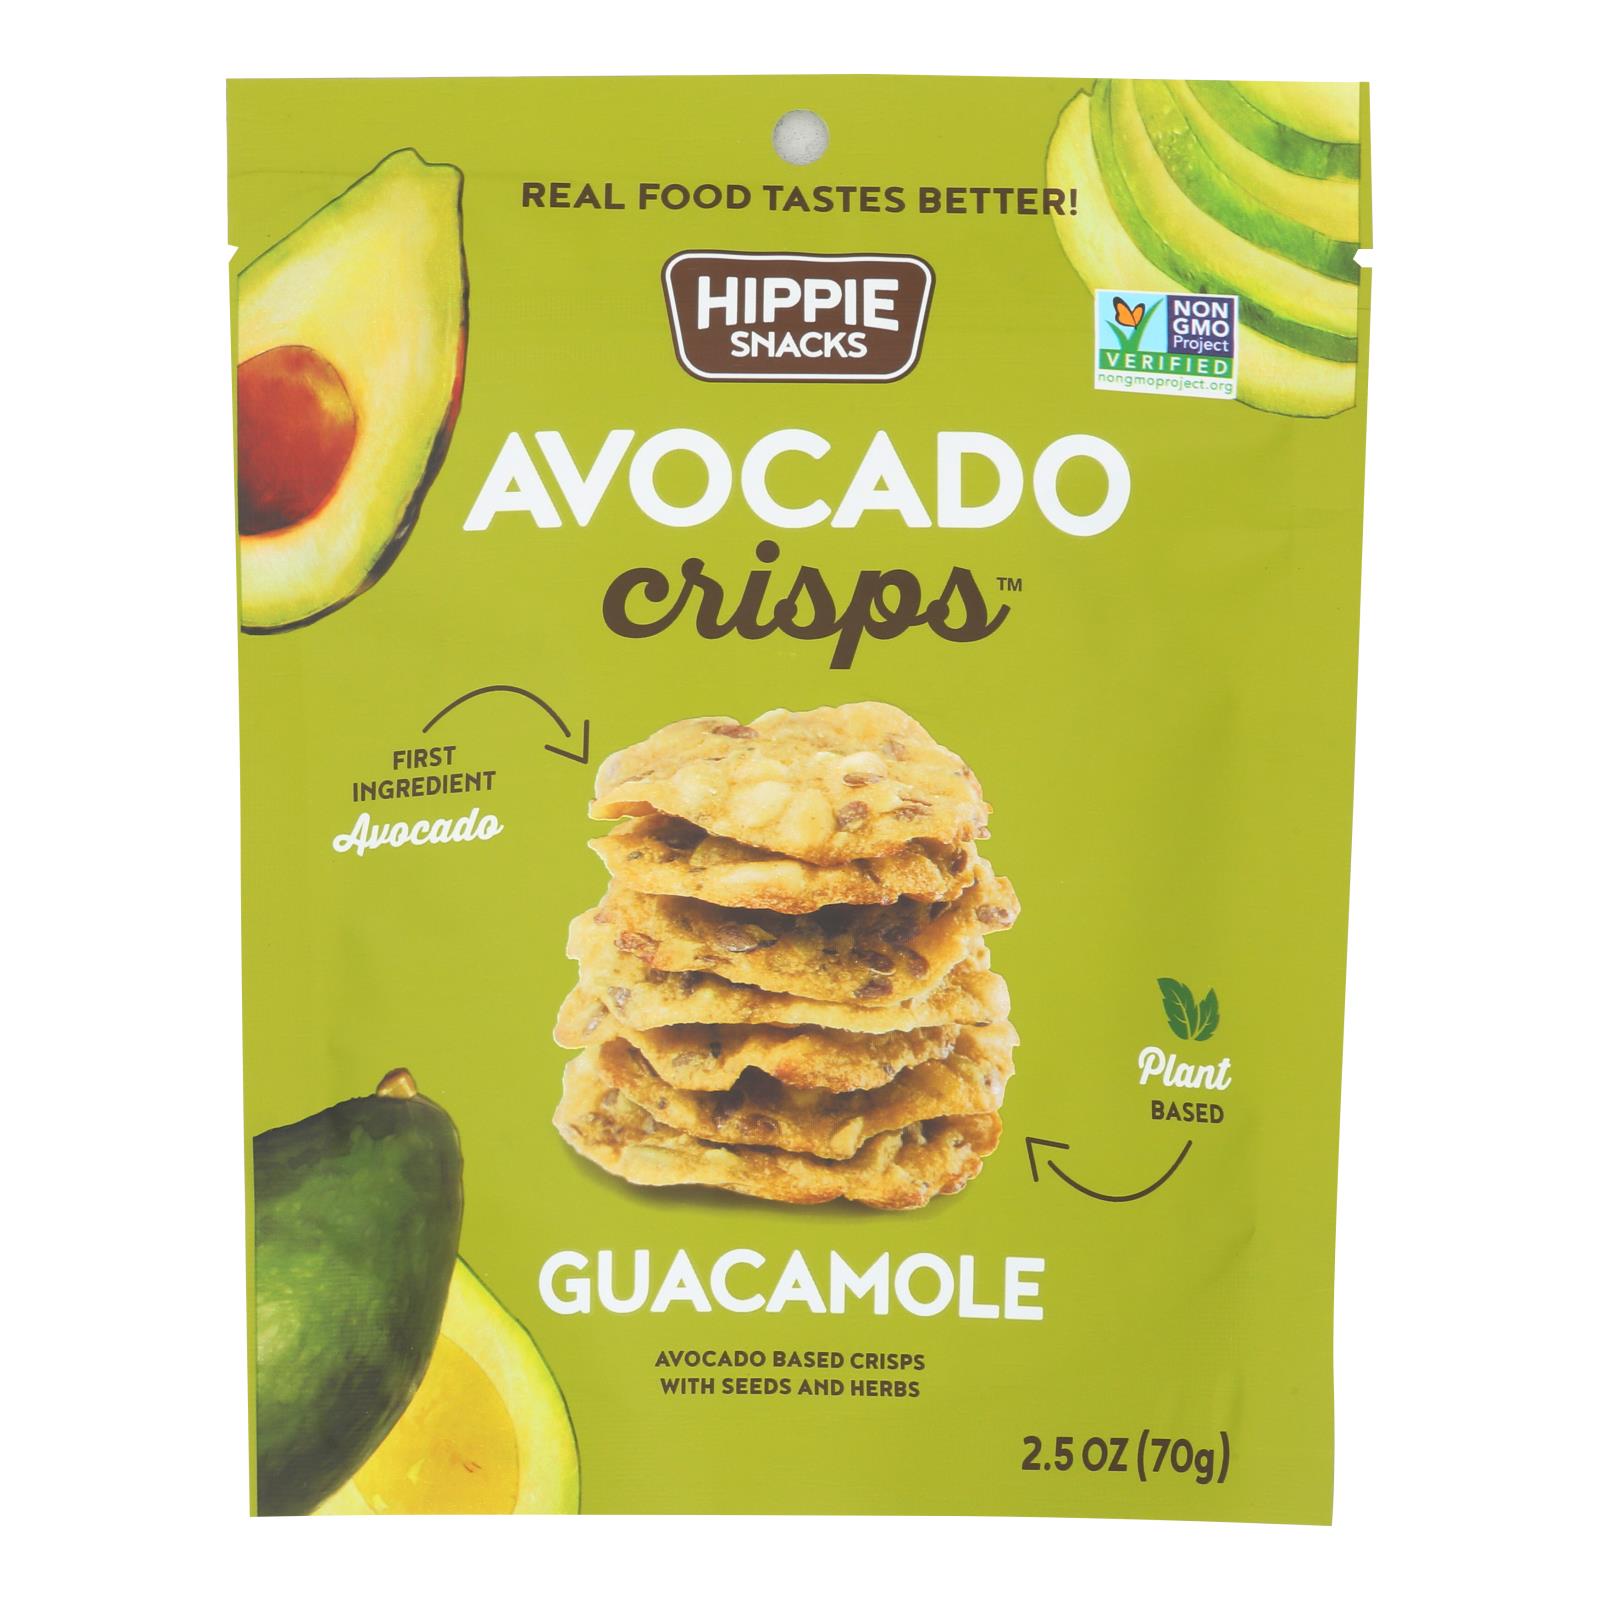 REAL FOOD TASTES BETTER!
HIPPIE
SNACKS
NON
GMO
Project
VERIFIED
nongmoproject.org
AVOCADO
crisps™
FIRST
INGREDIENT
Avocado
Plant
BASED
GUACAMOLE
AVOCADO BASED CRISPS
WITH SEEDS AND HERBS
2.5 OZ (70g)